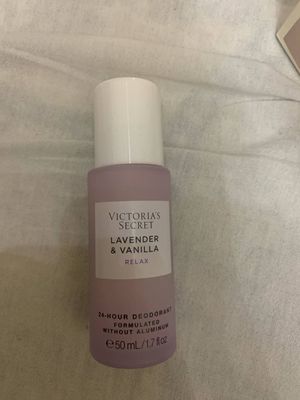 VICTORIA'S
SECRET
LAVENDER
& VANILLA
RELAX
24-HOUR DEODORANT
FORMULATED
WITHOUT ALUMINUM
℮50 mL/1.7 fl oz